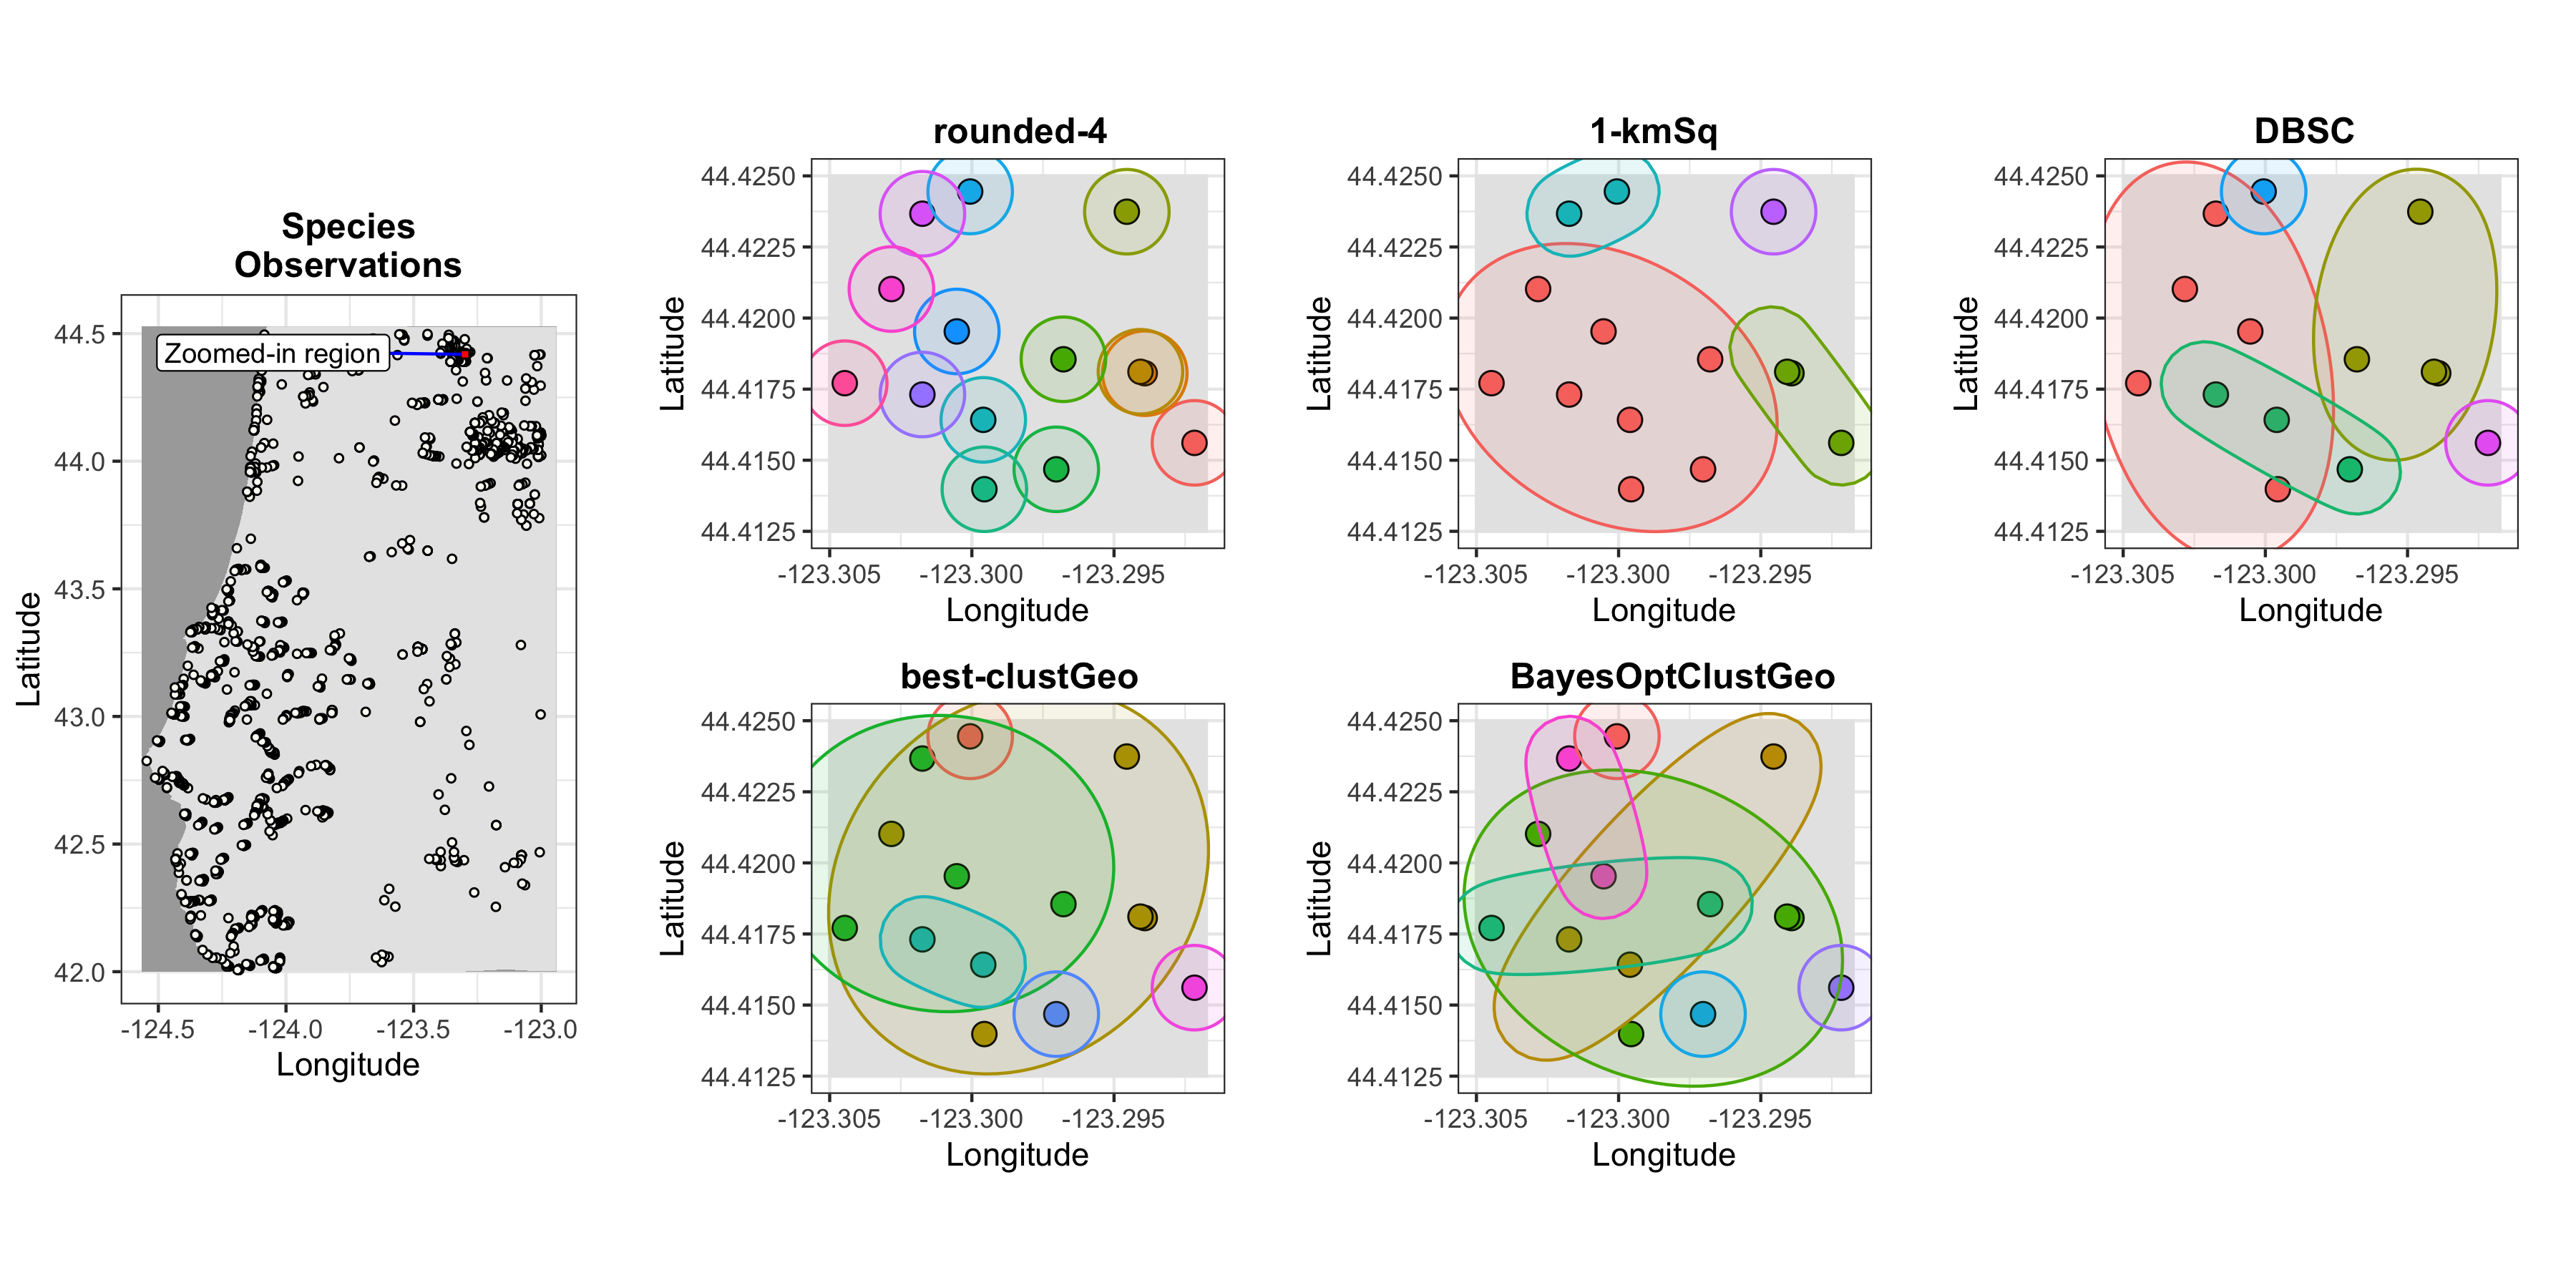 Species
Observations
Zoomed-in region
44.5
44.0
43.5
43.0
42.5
42.0
-124.5
-124.0
-123.5
-123.0
Longitude
Latitude
rounded-4
44.4250
44.4225
44.4200
44.4175
44.4150
44.4125
-123.305
-123.300
-123.295
Longitude
Latitude
1-kmSq
44.4250
44.4225
44.4200
44.4175
44.4150
44.4125
-123.305
-123.300
-123.295
Longitude
Latitude
DBSC
44.4250
44.4225
44.4200
44.4175
44.4150
44.4125
-123.305
-123.300
-123.295
Longitude
Latitude
best-clustGeo
44.4250
44.4225
44.4200
44.4175
44.4150
44.4125
-123.305
-123.300
-123.295
Longitude
Latitude
BayesOptClustGeo
44.4250
44.4225
44.4200
44.4175
44.4150
44.4125
-123.305
-123.300
-123.295
Longitude
Latitude